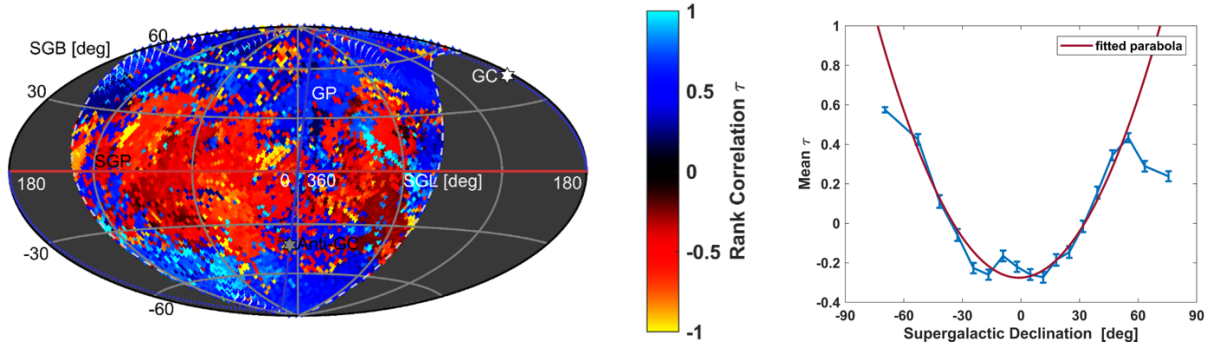 SGB [deg]
60
30
GC
GP
SGP
180
0
360
SGL [deg]
180
Anti-GC
-30
-60
1
0.5
0
-0.5
-1
Rank Correlation τ
fitted parabola
1
0.8
0.6
0.4
0.2
0
-0.2
-0.4
Mean τ
-90 -60 -30 0 30 60 90
Supergalactic Declination [deg]